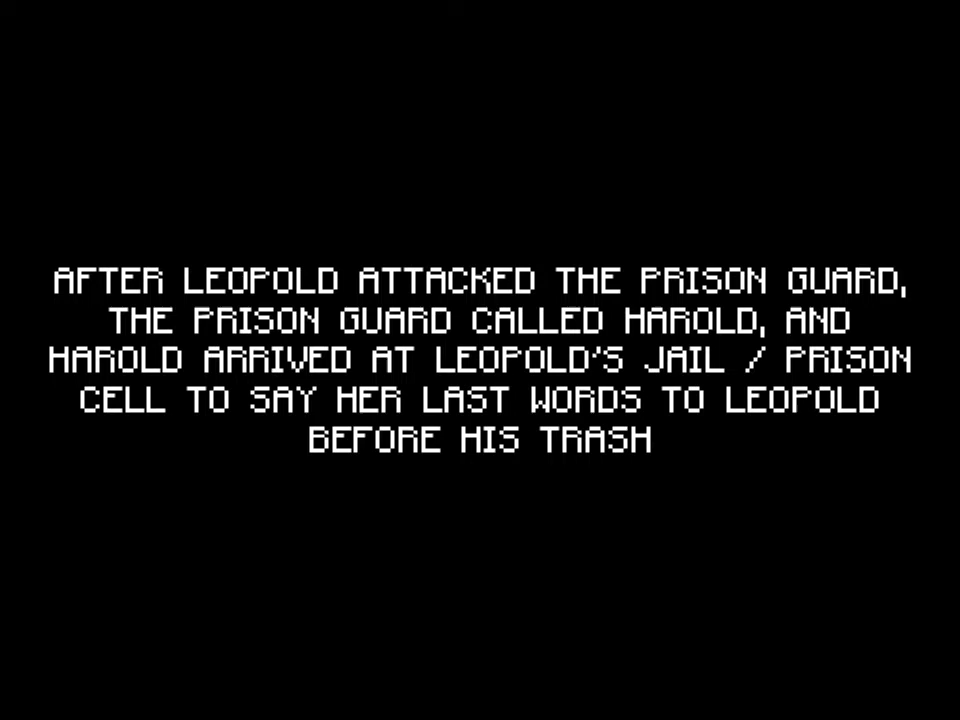 AFTER LEOPOLD ATTACKED THE PRISON GUARD,
THE PRISON GUARD CALLED HAROLD, AND
HAROLD ARRIVED AT LEOPOLD'S JAIL / PRISON
CELL TO SAY HER LAST WORDS TO LEOPOLD
BEFORE HIS TRASH